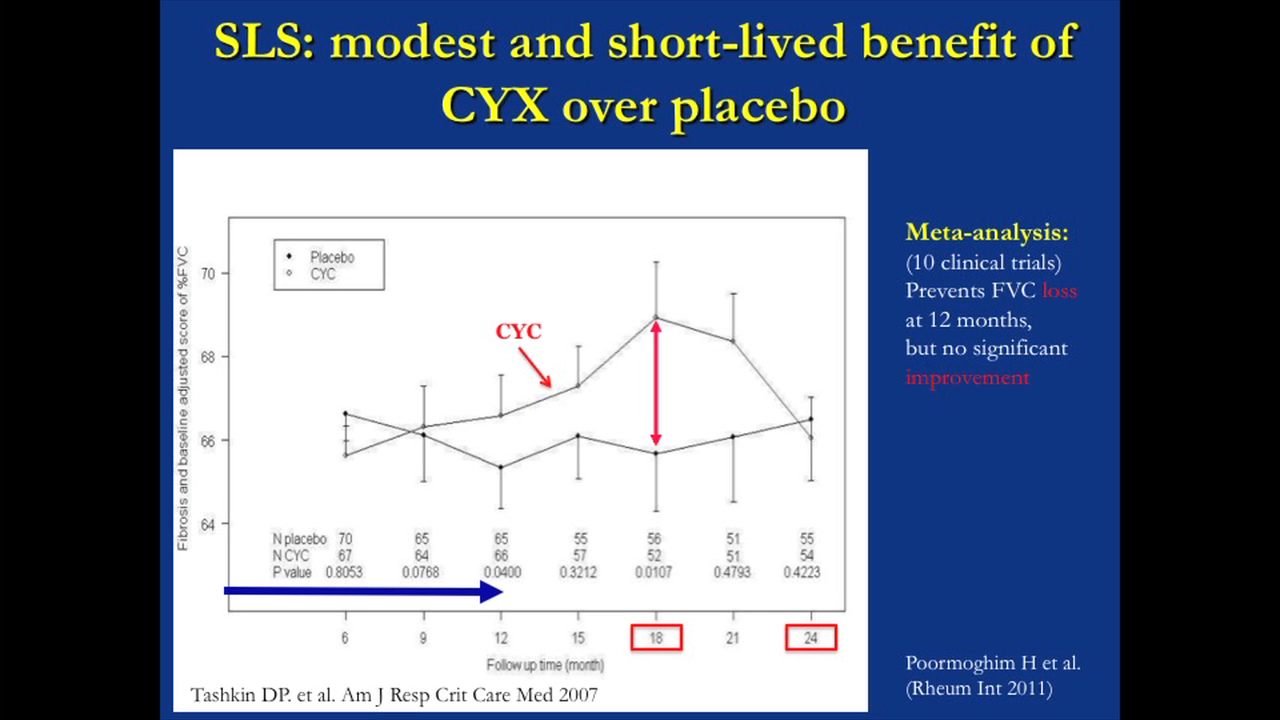 SLS: modest and short-lived benefit of
CYX over placebo
Fibrosis and baseline adjusted score of %FVC
70
68
66
64
Placebo
CYC
CYC
N placebo 70 65 65 55 56 51 55
N CYC 67 64 66 57 52 51 54
P value 0.8053 0.0768 0.0400 0.3212 0.0107 0.4793 0.4223
6 9 12 15 18 21 24
Follow up time (month)
Tashkin DP. et al. Am J Resp Crit Care Med 2007
Meta-analysis:
(10 clinical trials)
Prevents FVC loss
at 12 months,
but no significant
improvement
Poormoghim H et al.
(Rheum Int 2011)